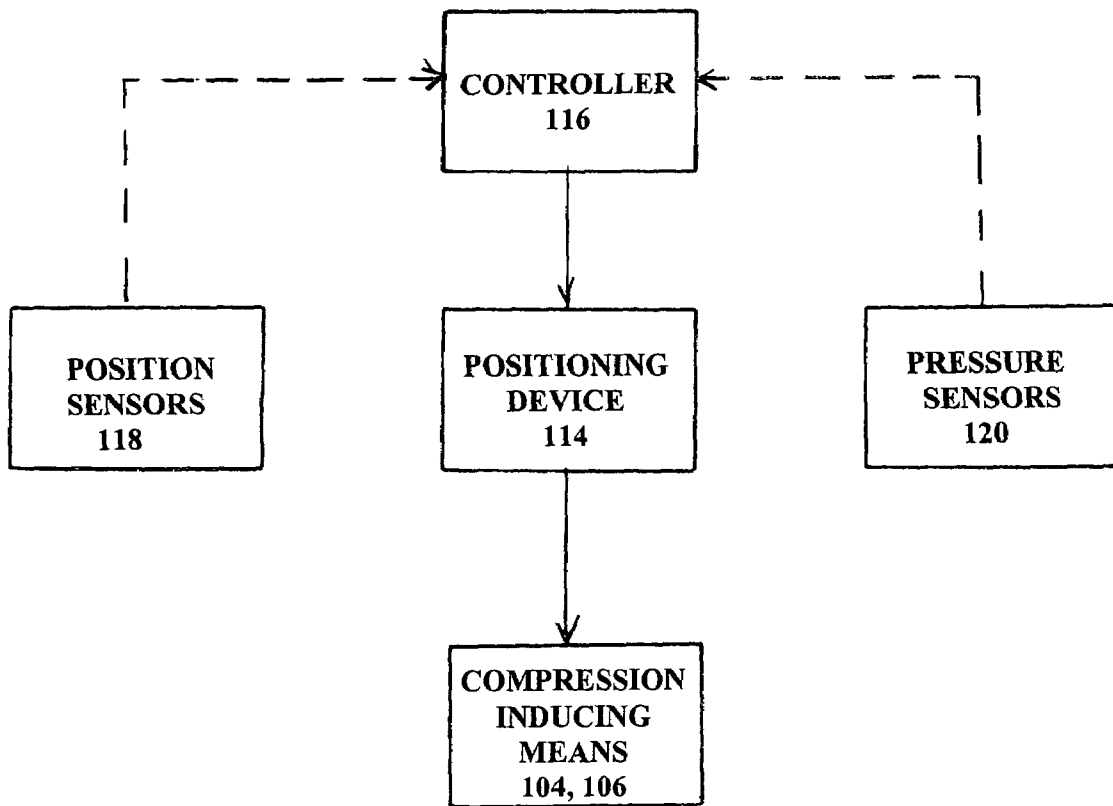 CONTROLLER
116
POSITION
SENSORS
118
POSITIONING
DEVICE
114
PRESSURE
SENSORS
120
COMPRESSION
INDUCING
MEANS
104, 106